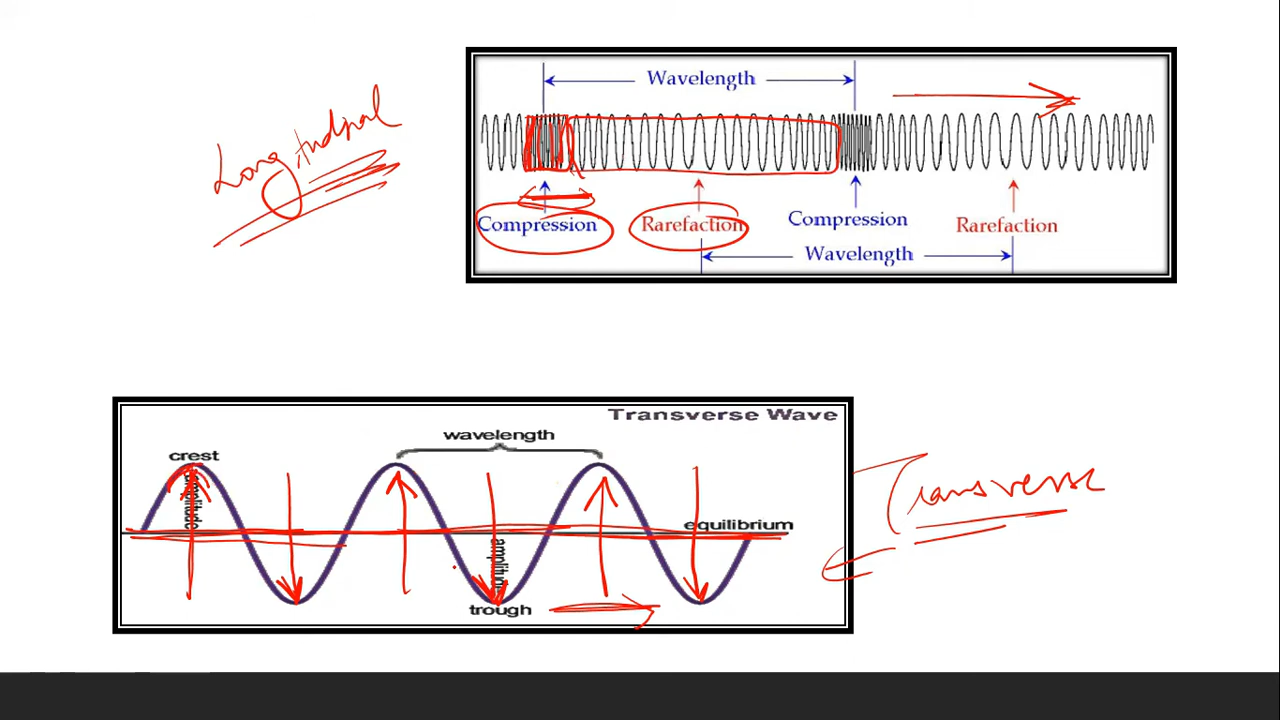 Longitudinal
Wavelength
Compression
Rarefaction
Compression
Rarefaction
Wavelength
Transverse Wave
wavelength
crest
amplitude
equilibrium
amplitude
trough
Transverse